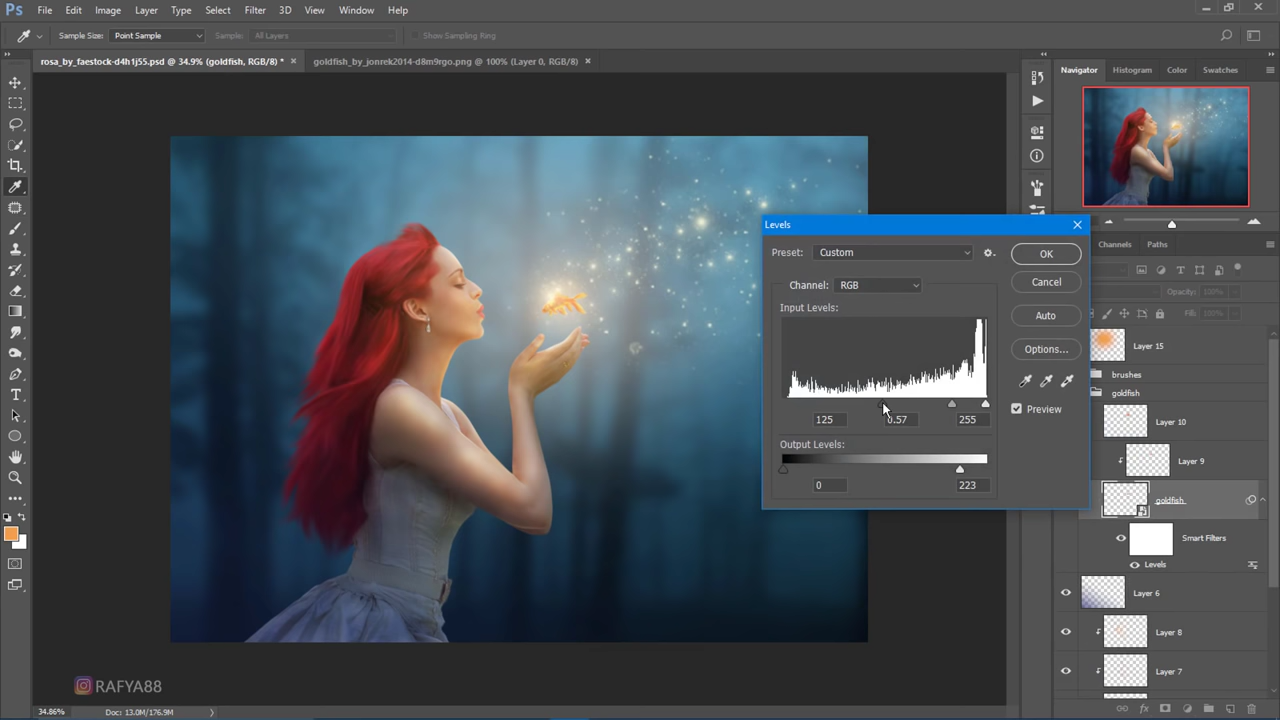 Ps File Edit Image Layer Type Select Filter 3D View Window Help
Sample Size: Point Sample Sample: All Layers Show Sampling Ring
rosa_by_faestock-d4h1j55.psd @ 34.9% (goldfish, RGB/8) * × goldfish_by_jonrek2014-d8m9rgo.png @ 100% (Layer 0, RGB/8) ×
Navigator Histogram Color Swatches
Levels
Preset: Custom
OK
Channel: RGB
Cancel
Input Levels:
Auto
Options...
Preview
125 0.57 255
Output Levels:
0 223
Channels Paths
Opacity: 100%
Fill: 100%
Layer 15
brushes
goldfish
Layer 10
Layer 9
goldfish
Smart Filters
Levels
Layer 6
Layer 8
Layer 7
RAFYA88
34.86% Doc: 13.0M/176.9M